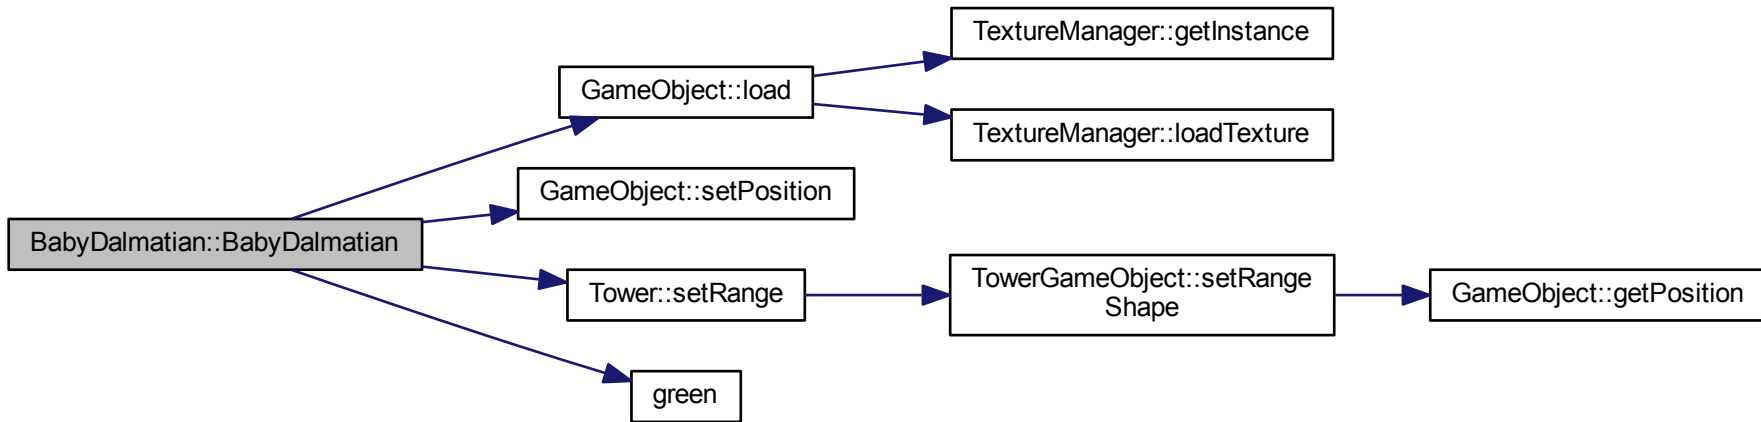 TextureManager::getInstance
GameObject::load
TextureManager::loadTexture
GameObject::setPosition
BabyDalmatian::BabyDalmatian
Tower::setRange
TowerGameObject::setRange
Shape
GameObject::getPosition
green